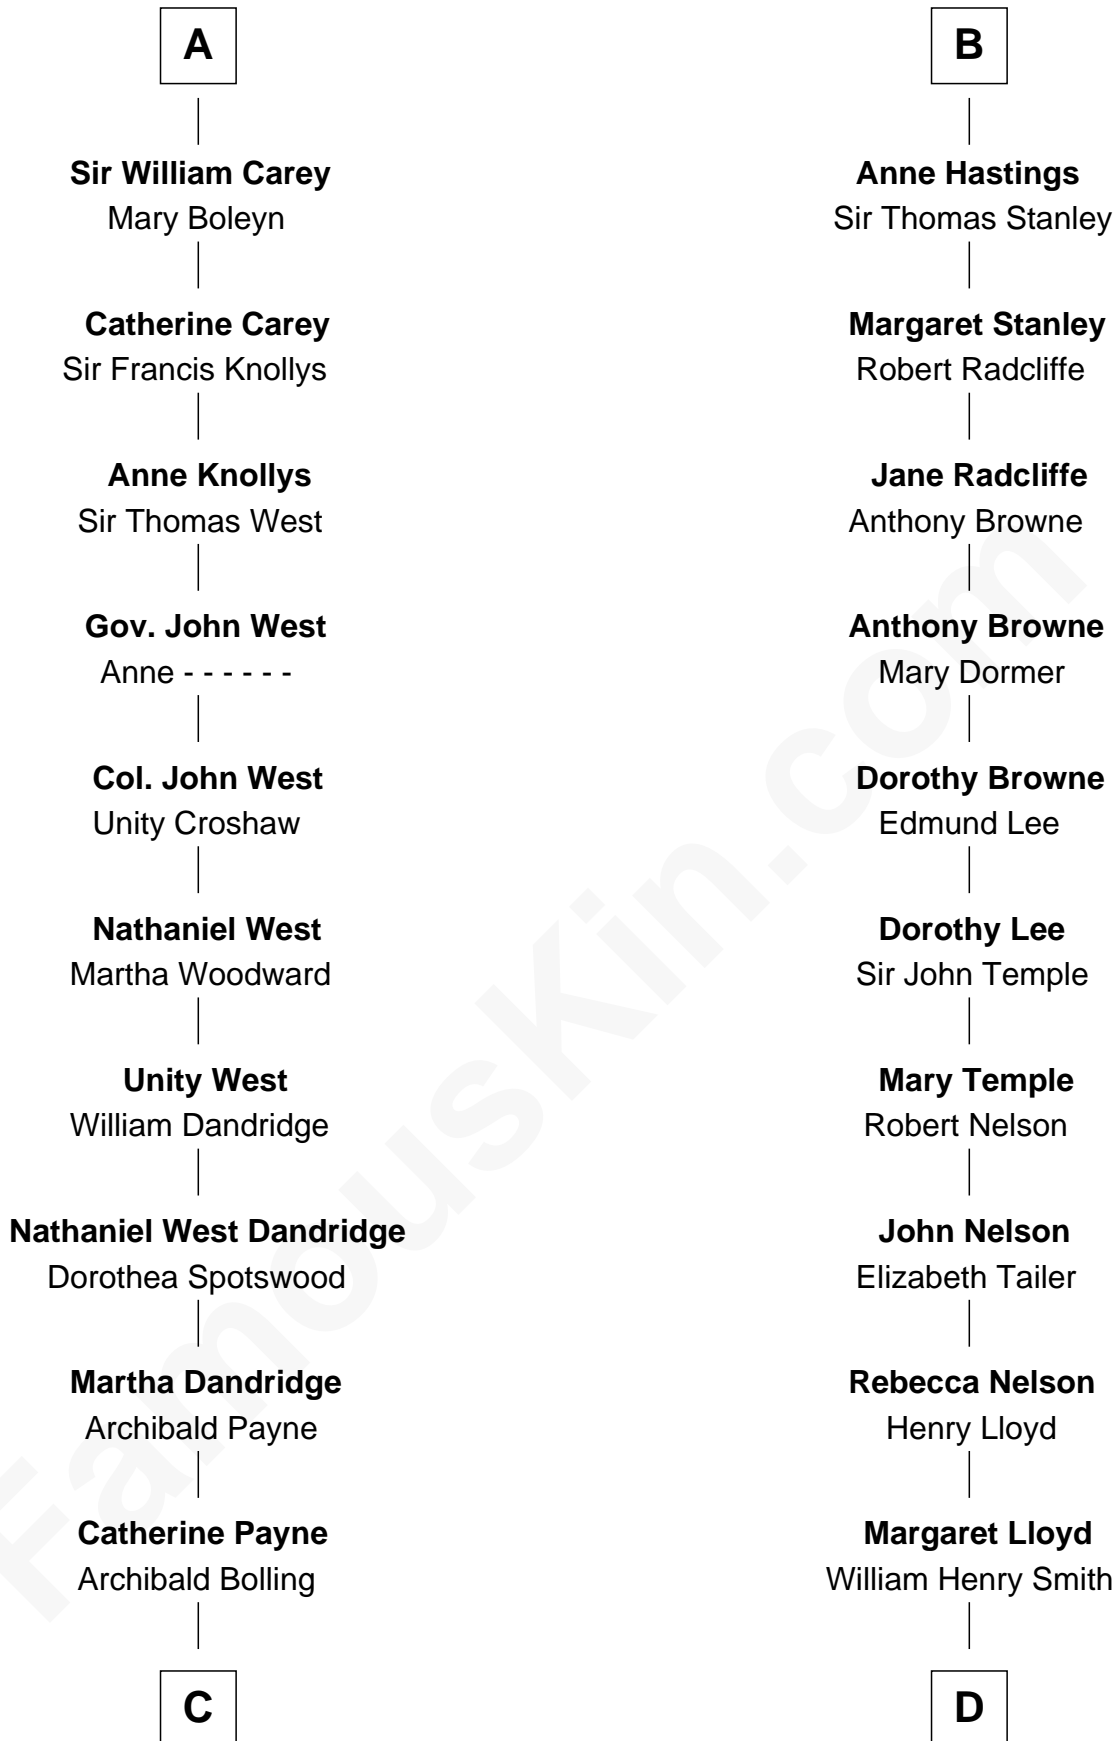 A
Sir William Carey
Mary Boleyn
Catherine Carey
Sir Francis Knollys
Anne Knollys
Sir Thomas West
Gov. John West
Anne - - - - - -
Col. John West
Unity Croshaw
Nathaniel West
Martha Woodward
Unity West
William Dandridge
Nathaniel West Dandridge
Dorothea Spotswood
Martha Dandridge
Archibald Payne
Catherine Payne
Archibald Bolling
C
B
Anne Hastings
Sir Thomas Stanley
Margaret Stanley
Robert Radcliffe
Jane Radcliffe
Anthony Browne
Anthony Browne
Mary Dormer
Dorothy Browne
Edmund Lee
Dorothy Lee
Sir John Temple
Mary Temple
Robert Nelson
John Nelson
Elizabeth Tailer
Rebecca Nelson
Henry Lloyd
Margaret Lloyd
William Henry Smith
D
FamousKin.com